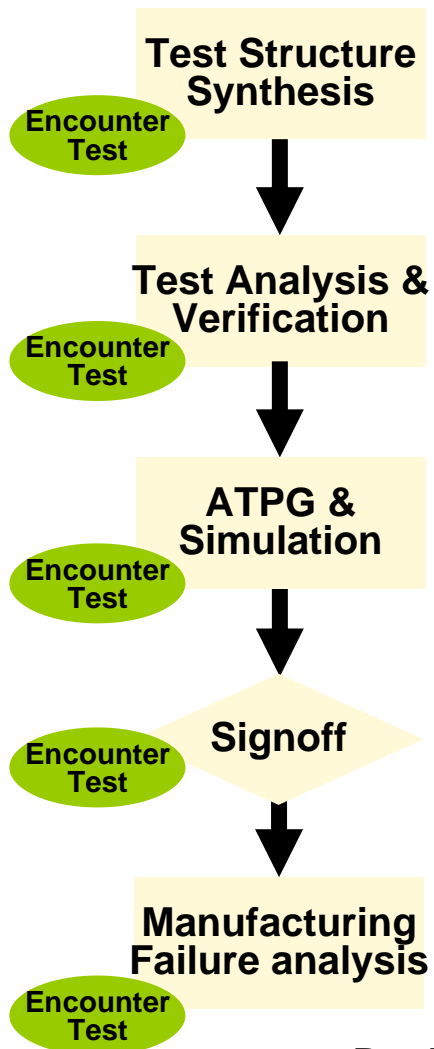 Test Structure
Synthesis
Encounter
Test
Test Analysis &
Verification
Encounter
Test
ATPG &
Simulation
Encounter
Test
Signoff
Encounter
Test
Manufacturing
Failure analysis
Encounter
Test